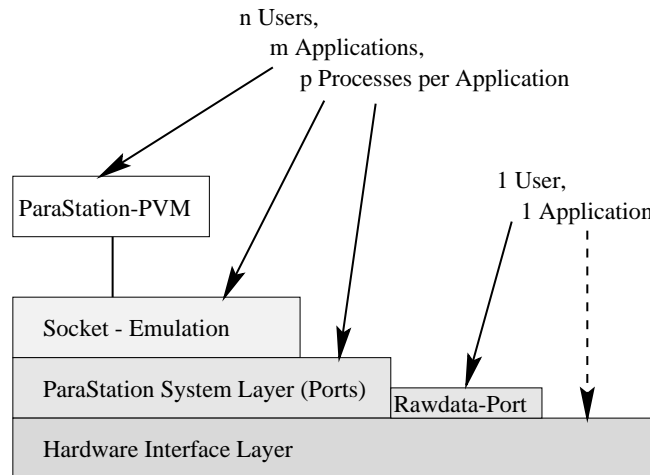 n Users,
m Applications,
p Processes per Application
1 User,
1 Application
ParaStation-PVM
Socket - Emulation
ParaStation System Layer (Ports)
Rawdata-Port
Hardware Interface Layer